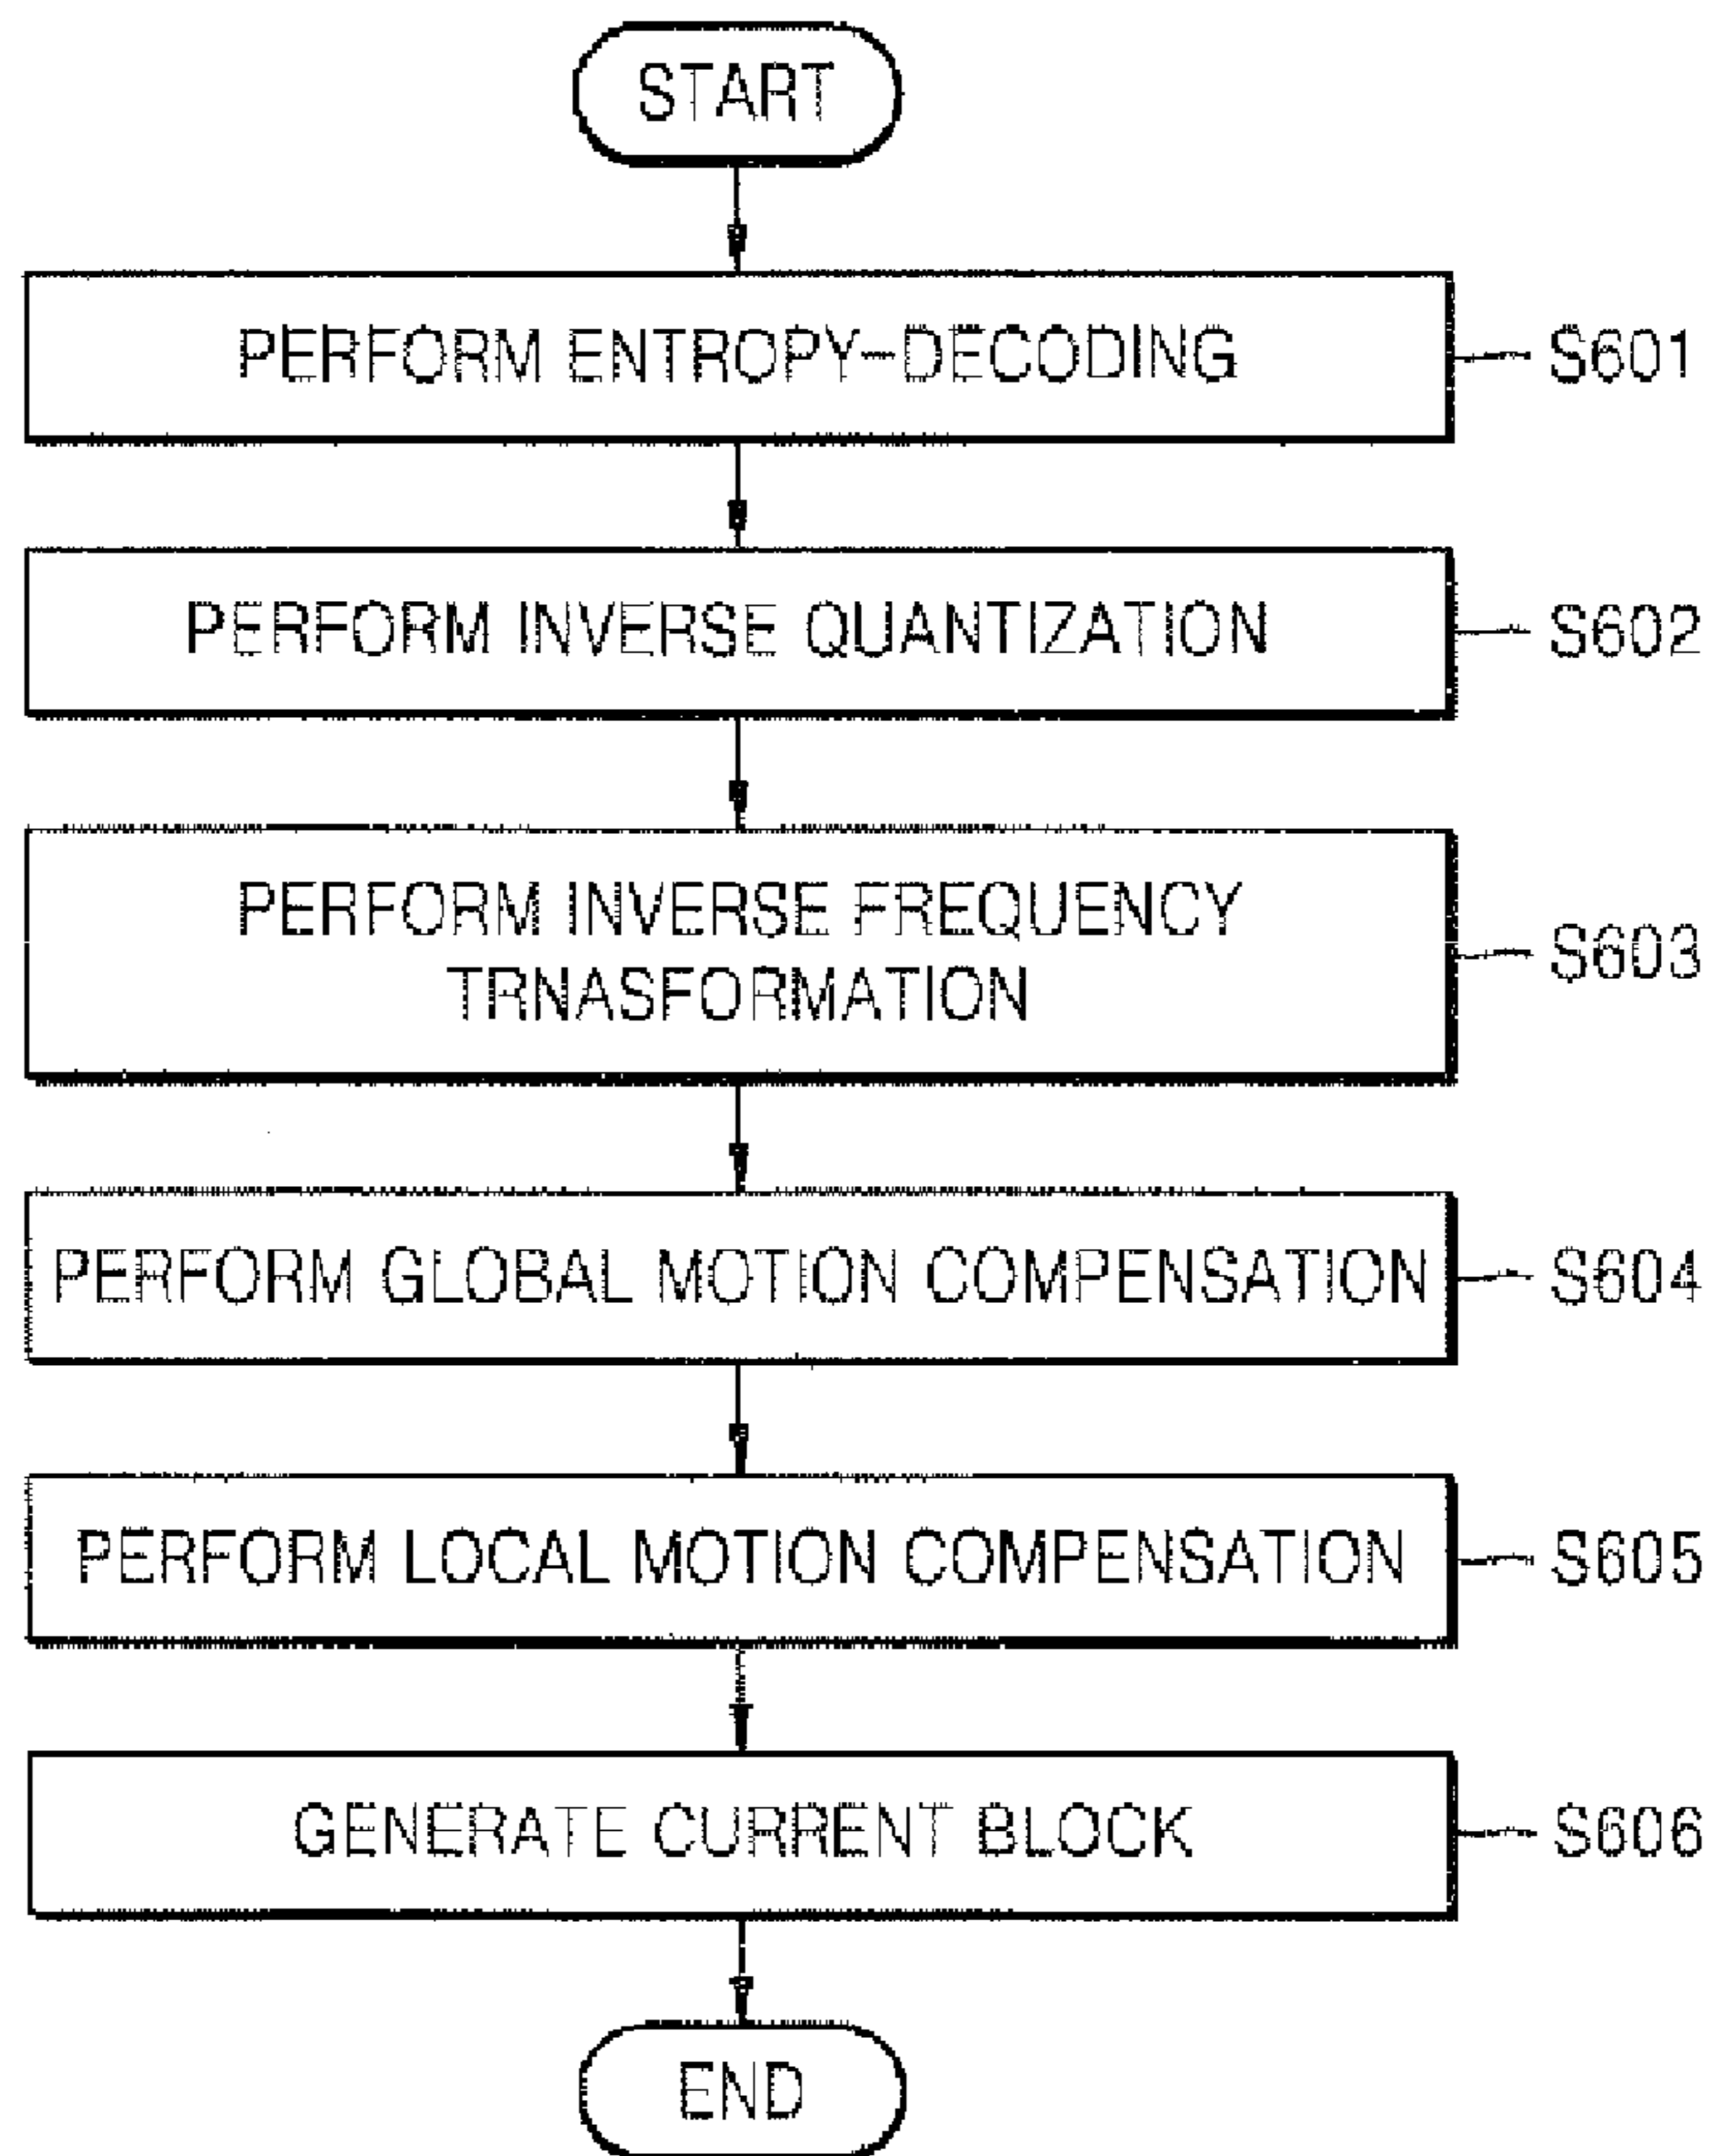 START
PERFORM ENTROPY-DECODING
S601
PERFORM INVERSE QUANTIZATION
S602
PERFORM INVERSE FREQUENCY
TRNASFORMATION
S603
PERFORM GLOBAL MOTION COMPENSATION
S604
PERFORM LOCAL MOTION COMPENSATION
S605
GENERATE CURRENT BLOCK
S606
END